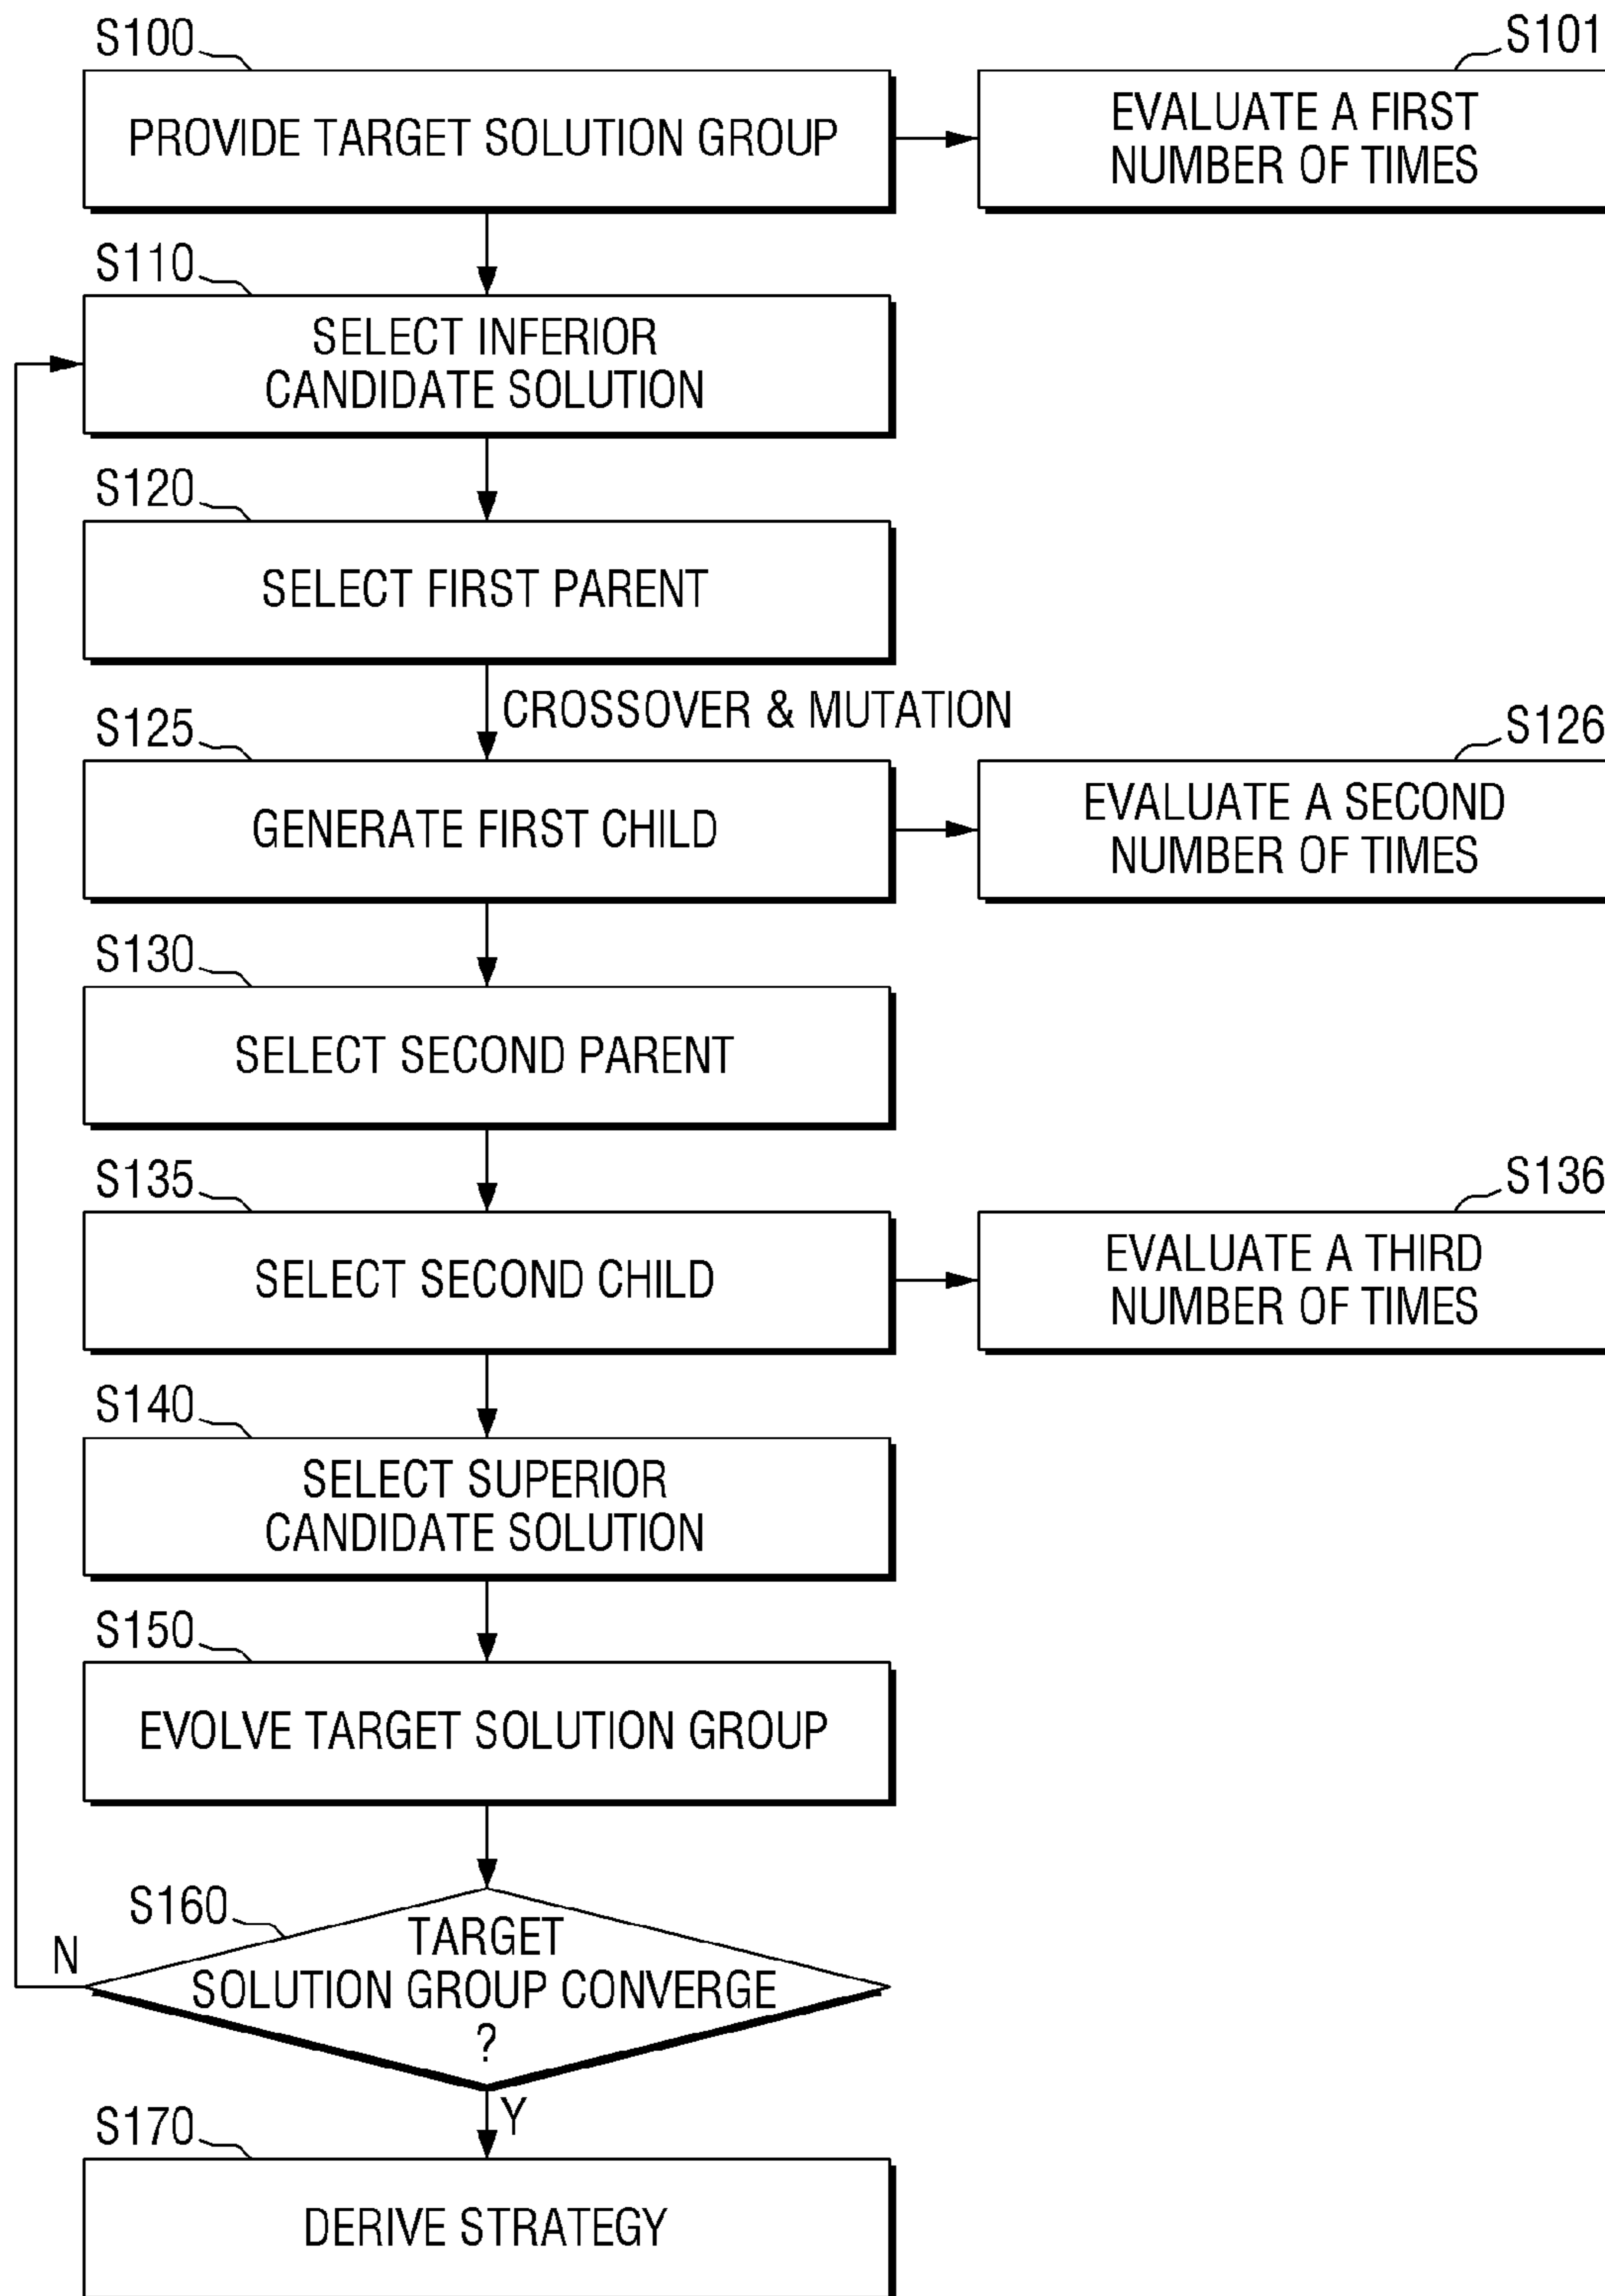 S100
PROVIDE TARGET SOLUTION GROUP
S101
EVALUATE A FIRST
NUMBER OF TIMES
S110
SELECT INFERIOR
CANDIDATE SOLUTION
S120
SELECT FIRST PARENT
CROSSOVER & MUTATION
S125
GENERATE FIRST CHILD
S126
EVALUATE A SECOND
NUMBER OF TIMES
S130
SELECT SECOND PARENT
S135
SELECT SECOND CHILD
S136
EVALUATE A THIRD
NUMBER OF TIMES
S140
SELECT SUPERIOR
CANDIDATE SOLUTION
S150
EVOLVE TARGET SOLUTION GROUP
S160
N
TARGET
SOLUTION GROUP CONVERGE
?
Y
S170
DERIVE STRATEGY